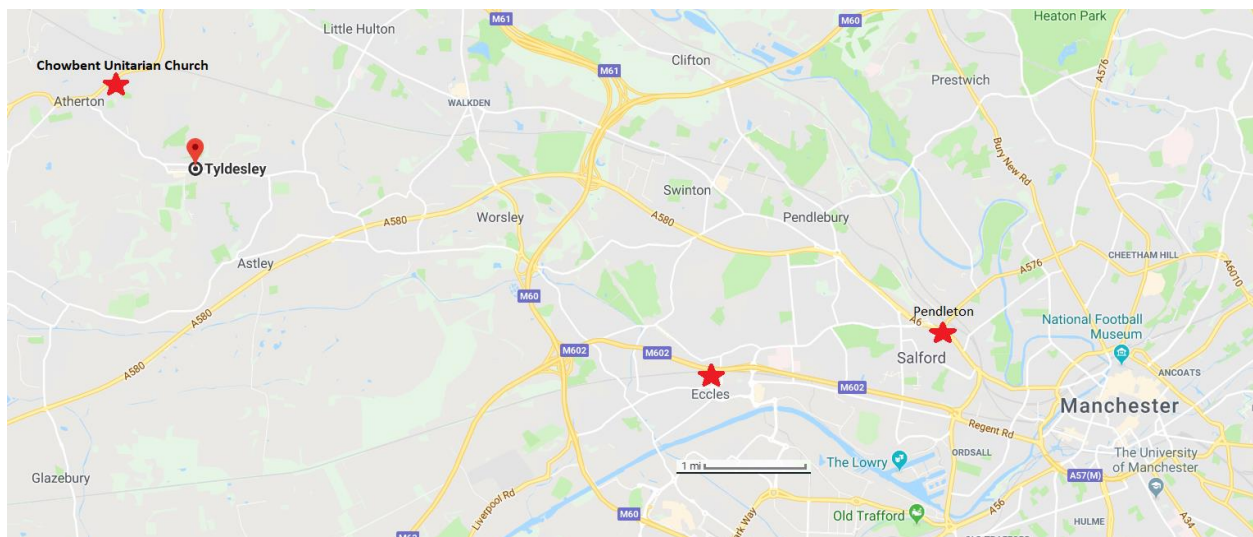 M61
M60
Heaton Park
Little Hulton
Chowbent Unitarian Church
Clifton
M61
A576
Prestwich
Atherton
WALKDEN
Bury New Rd
Tyldesley
Swinton
A580
Worsley
Pendlebury
A580
CHEETHAM HILL
Astley
A576
A6010
M60
A580
Pendleton
A6
National Football
Museum
M602
M602
Salford
A580
ANCOATS
M602
Eccles
Manchester
Regent Rd
The University
of Manchester
ORDSALL
1 mi
The Lowry
Glazebury
A57(M)
Liverpool Rd
A56
M60
Old Trafford
HULME
A34